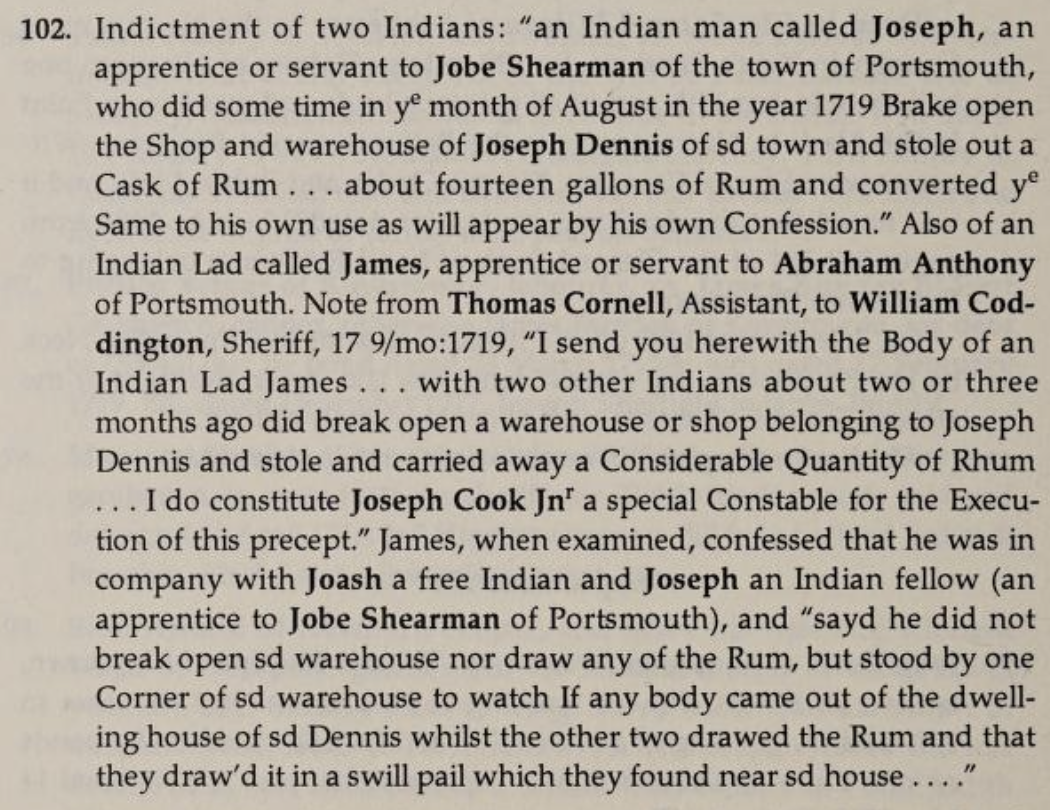 102. Indictment of two Indians: “an Indian man called Joseph, an
apprentice or servant to Jobe Shearman of the town of Portsmouth,
who did some time in yᵉ month of August in the year 1719 Brake open
the Shop and warehouse of Joseph Dennis of sd town and stole out a
Cask of Rum . . . about fourteen gallons of Rum and converted yᵉ
Same to his own use as will appear by his own Confession.” Also of an
Indian Lad called James, apprentice or servant to Abraham Anthony
of Portsmouth. Note from Thomas Cornell, Assistant, to William Cod-
dington, Sheriff, 17 9/mo:1719, “I send you herewith the Body of an
Indian Lad James . . . with two other Indians about two or three
months ago did break open a warehouse or shop belonging to Joseph
Dennis and stole and carried away a Considerable Quantity of Rhum
. . . I do constitute Joseph Cook Jnʳ a special Constable for the Execu-
tion of this precept.” James, when examined, confessed that he was in
company with Joash a free Indian and Joseph an Indian fellow (an
apprentice to Jobe Shearman of Portsmouth), and “sayd he did not
break open sd warehouse nor draw any of the Rum, but stood by one
Corner of sd warehouse to watch If any body came out of the dwell-
ing house of sd Dennis whilst the other two drawed the Rum and that
they draw’d it in a swill pail which they found near sd house . . . .”